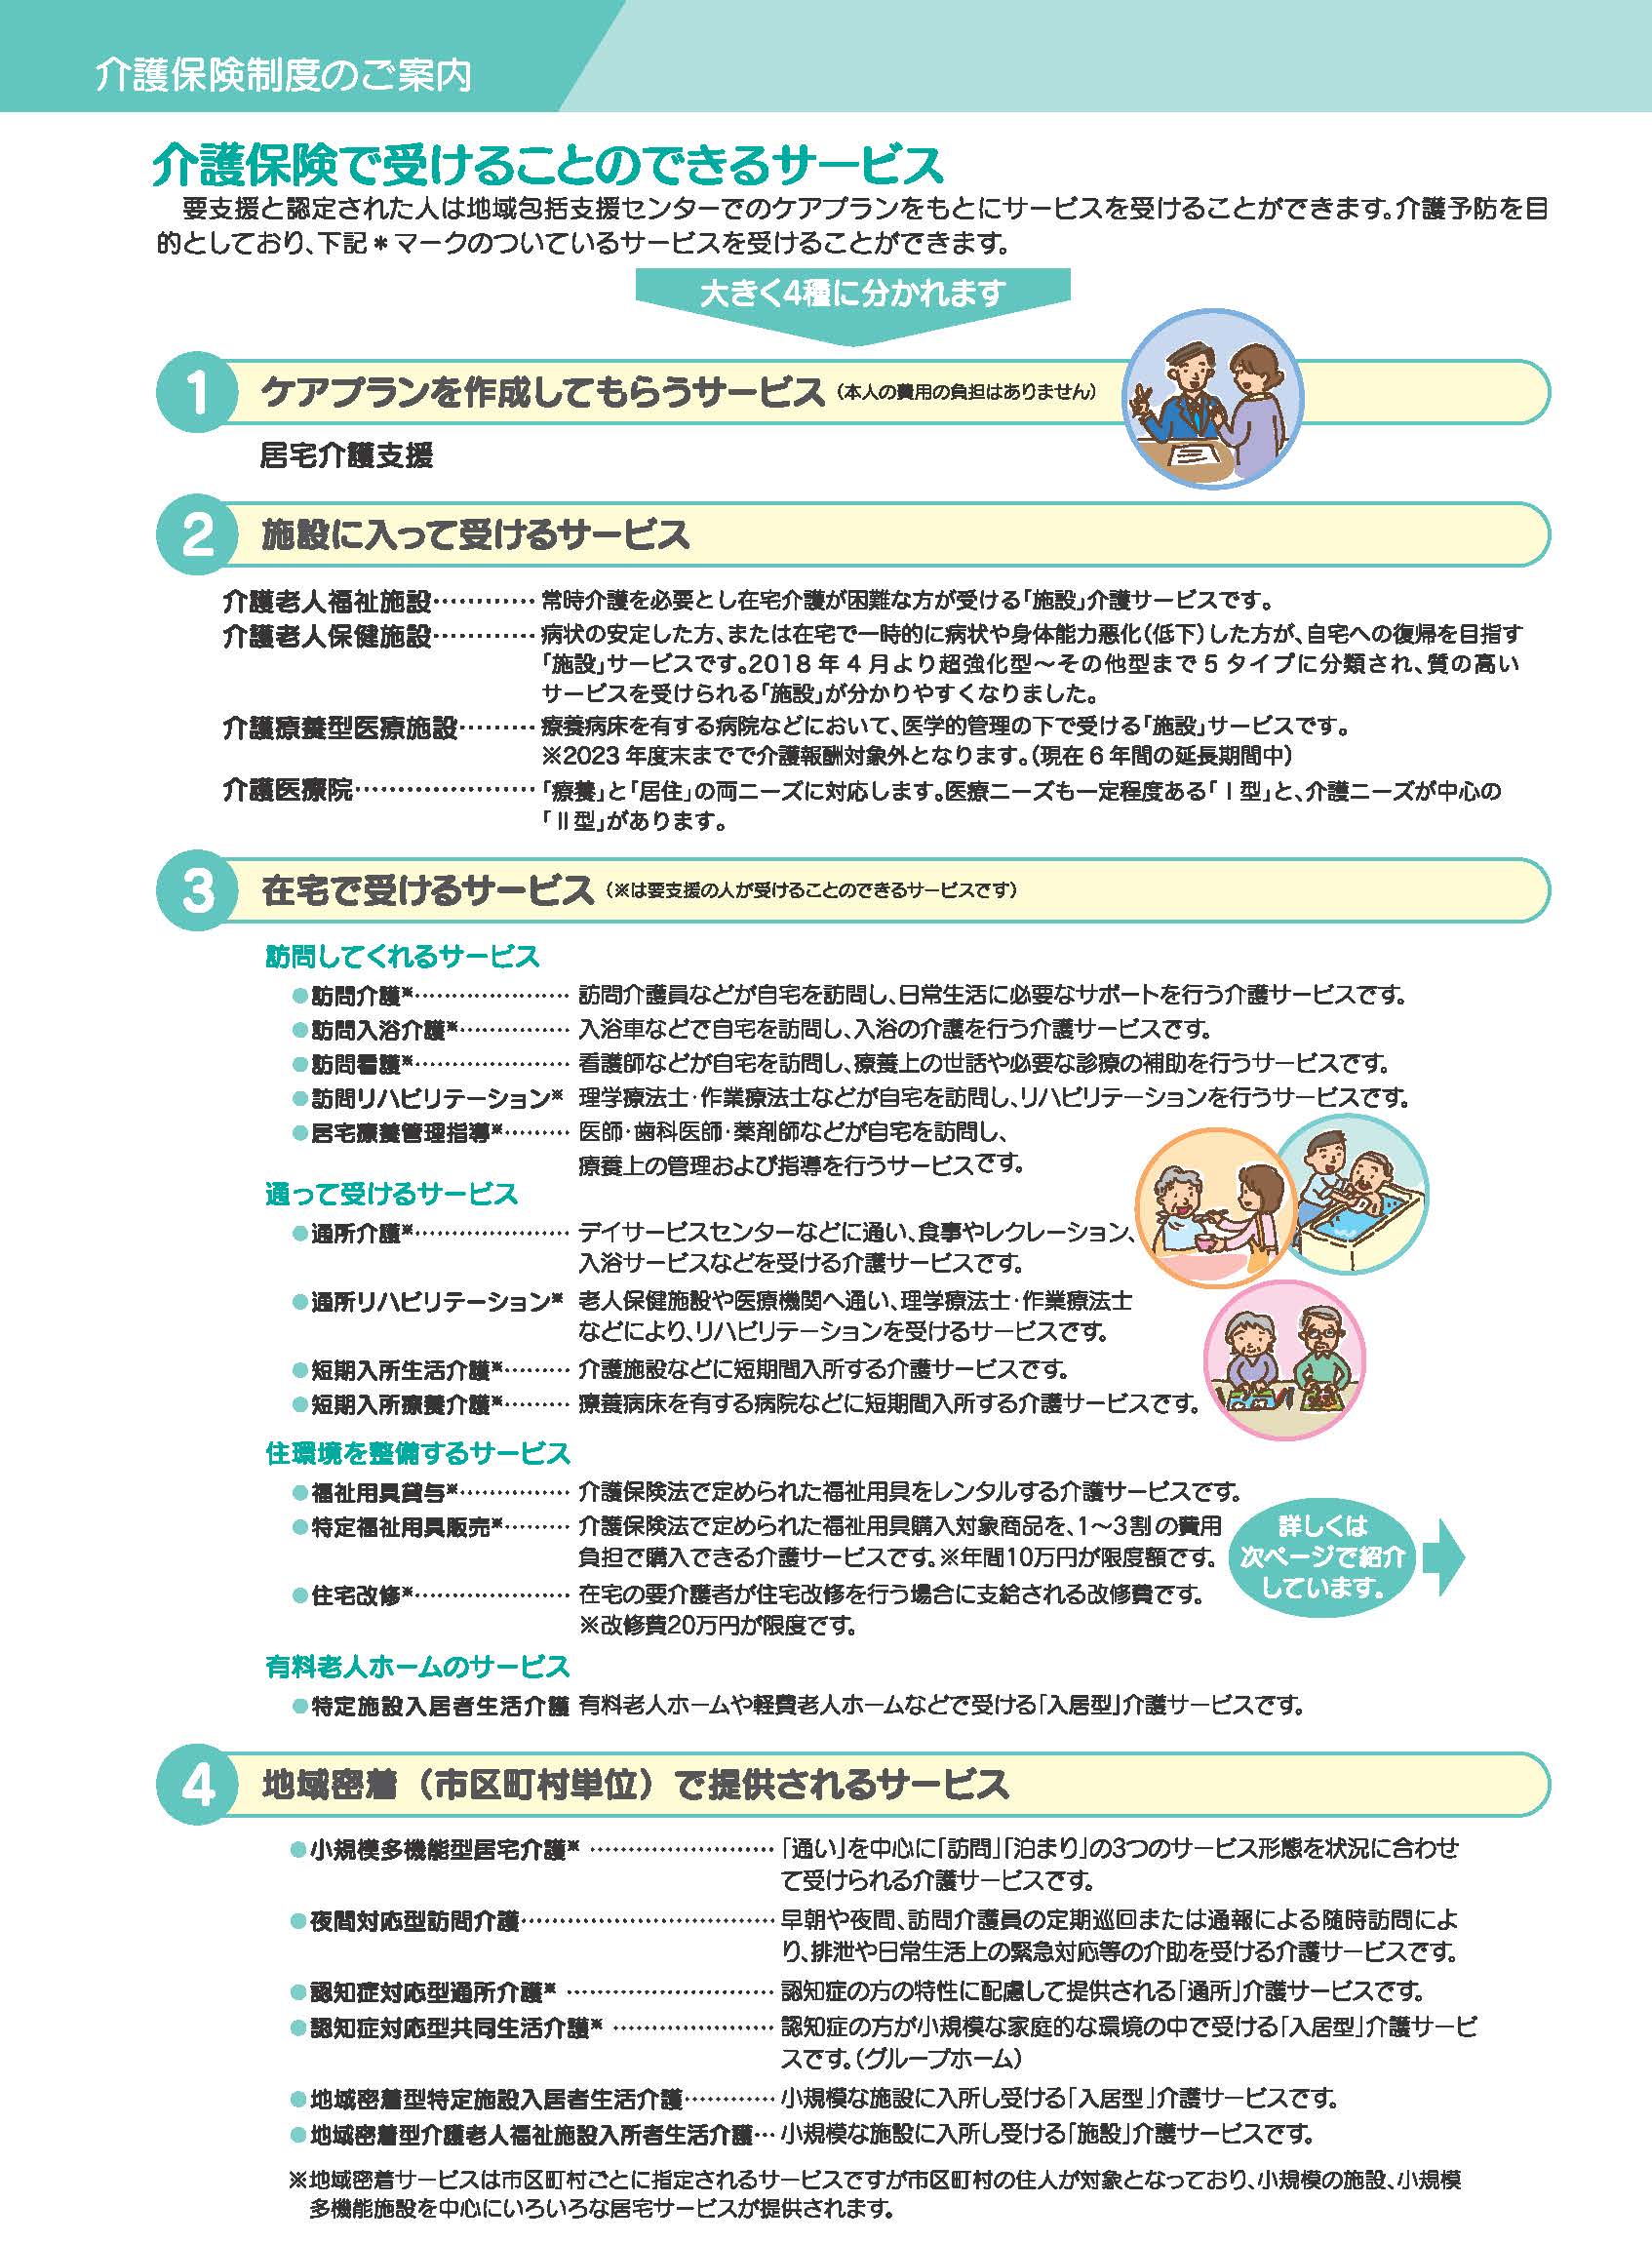 介護保険制度のご案内
介護保険で受けることのできるサービス
要支援と認定された人は地域包括支援センターでのケアプランをもとにサービスを受けることができます。介護予防を目
的としており、下記＊マークのついているサービスを受けることができます。
大きく4種に分かれます
1 ケアプランを作成してもらうサービス（本人の費用の負担はありません）
居宅介護支援
2 施設に入って受けるサービス
介護老人福祉施設…………常時介護を必要とし在宅介護が困難な方が受ける「施設」介護サービスです。
介護老人保健施設…………病状の安定した方、または在宅で一時的に病状や身体能力悪化（低下）した方が、自宅への復帰を目指す
「施設」サービスです。2018年4月より超強化型～その他型まで5タイプに分類され、質の高い
サービスを受けられる「施設」が分かりやすくなりました。
介護療養型医療施設………療養病床を有する病院などにおいて、医学的管理の下で受ける「施設」サービスです。
※2023年度末までで介護報酬対象外となります。（現在6年間の延長期間中）
介護医療院…………………「療養」と「居住」の両ニーズに対応します。医療ニーズも一定程度ある「Ⅰ型」と、介護ニーズが中心の
「Ⅱ型」があります。
3 在宅で受けるサービス（※は要支援の人が受けることのできるサービスです）
訪問してくれるサービス
●訪問介護※…………………訪問介護員などが自宅を訪問し、日常生活に必要なサポートを行う介護サービスです。
●訪問入浴介護※……………入浴車などで自宅を訪問し、入浴の介護を行う介護サービスです。
●訪問看護※…………………看護師などが自宅を訪問し、療養上の世話や必要な診療の補助を行うサービスです。
●訪問リハビリテーション※ 理学療法士・作業療法士などが自宅を訪問し、リハビリテーションを行うサービスです。
●居宅療養管理指導※………医師・歯科医師・薬剤師などが自宅を訪問し、
療養上の管理および指導を行うサービスです。
通って受けるサービス
●通所介護※…………………デイサービスセンターなどに通い、食事やレクレーション、
入浴サービスなどを受ける介護サービスです。
●通所リハビリテーション※ 老人保健施設や医療機関へ通い、理学療法士・作業療法士
などにより、リハビリテーションを受けるサービスです。
●短期入所生活介護※………介護施設などに短期間入所する介護サービスです。
●短期入所療養介護※………療養病床を有する病院などに短期間入所する介護サービスです。
住環境を整備するサービス
●福祉用具貸与※……………介護保険法で定められた福祉用具をレンタルする介護サービスです。
●特定福祉用具販売※………介護保険法で定められた福祉用具購入対象商品を、1～3割の費用
負担で購入できる介護サービスです。※年間10万円が限度額です。
●住宅改修※…………………在宅の要介護者が住宅改修を行う場合に支給される改修費です。
※改修費20万円が限度です。
詳しくは
次ページで紹介
しています。
有料老人ホームのサービス
●特定施設入居者生活介護 有料老人ホームや軽費老人ホームなどで受ける「入居型」介護サービスです。
4 地域密着（市区町村単位）で提供されるサービス
●小規模多機能型居宅介護※ ……………………「通い」を中心に「訪問」「泊まり」の3つのサービス形態を状況に合わせ
て受けられる介護サービスです。
●夜間対応型訪問介護……………………………早朝や夜間、訪問介護員の定期巡回または通報による随時訪問によ
り、排泄や日常生活上の緊急対応等の介助を受ける介護サービスです。
●認知症対応型通所介護※ ………………………認知症の方の特性に配慮して提供される「通所」介護サービスです。
●認知症対応型共同生活介護※ …………………認知症の方が小規模な家庭的な環境の中で受ける「入居型」介護サービ
スです。（グループホーム）
●地域密着型特定施設入居者生活介護…………小規模な施設に入所し受ける「入居型」介護サービスです。
●地域密着型介護老人福祉施設入所者生活介護…小規模な施設に入所し受ける「施設」介護サービスです。
※地域密着サービスは市区町村ごとに指定されるサービスですが市区町村の住人が対象となっており、小規模の施設、小規模
多機能施設を中心にいろいろな居宅サービスが提供されます。